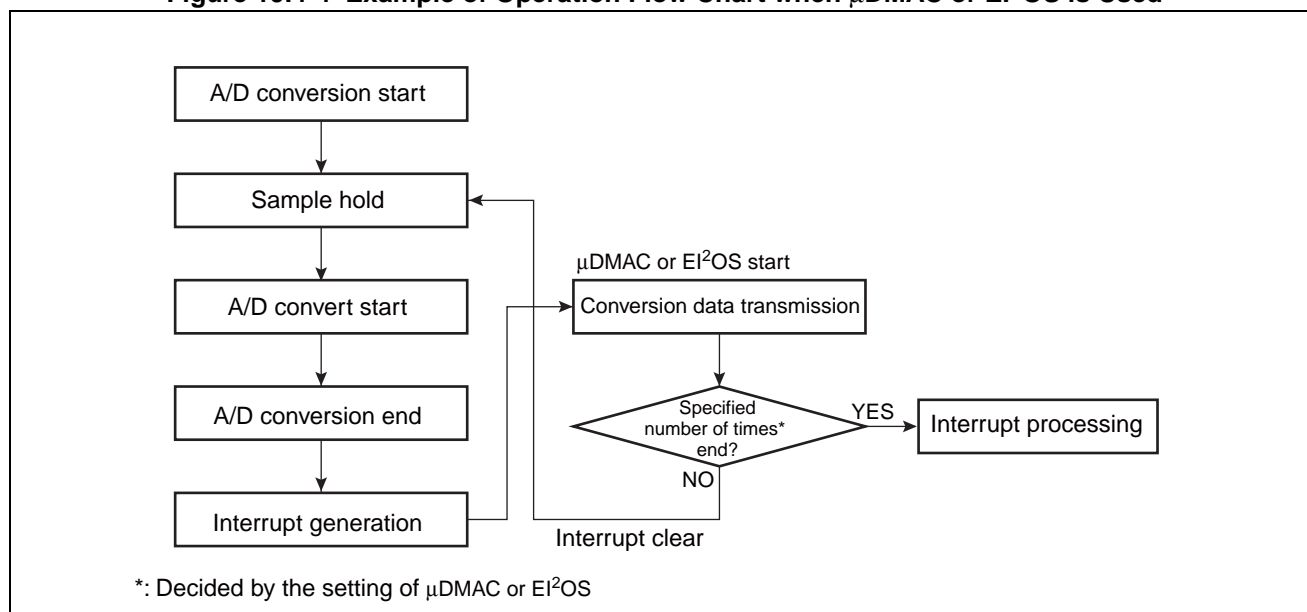 A/D conversion start
Sample hold
A/D convert start
A/D conversion end
Interrupt generation
μDMAC or EI²OS start
Conversion data transmission
Specified
number of times*
end?
YES
NO
Interrupt processing
Interrupt clear
*: Decided by the setting of μDMAC or EI²OS